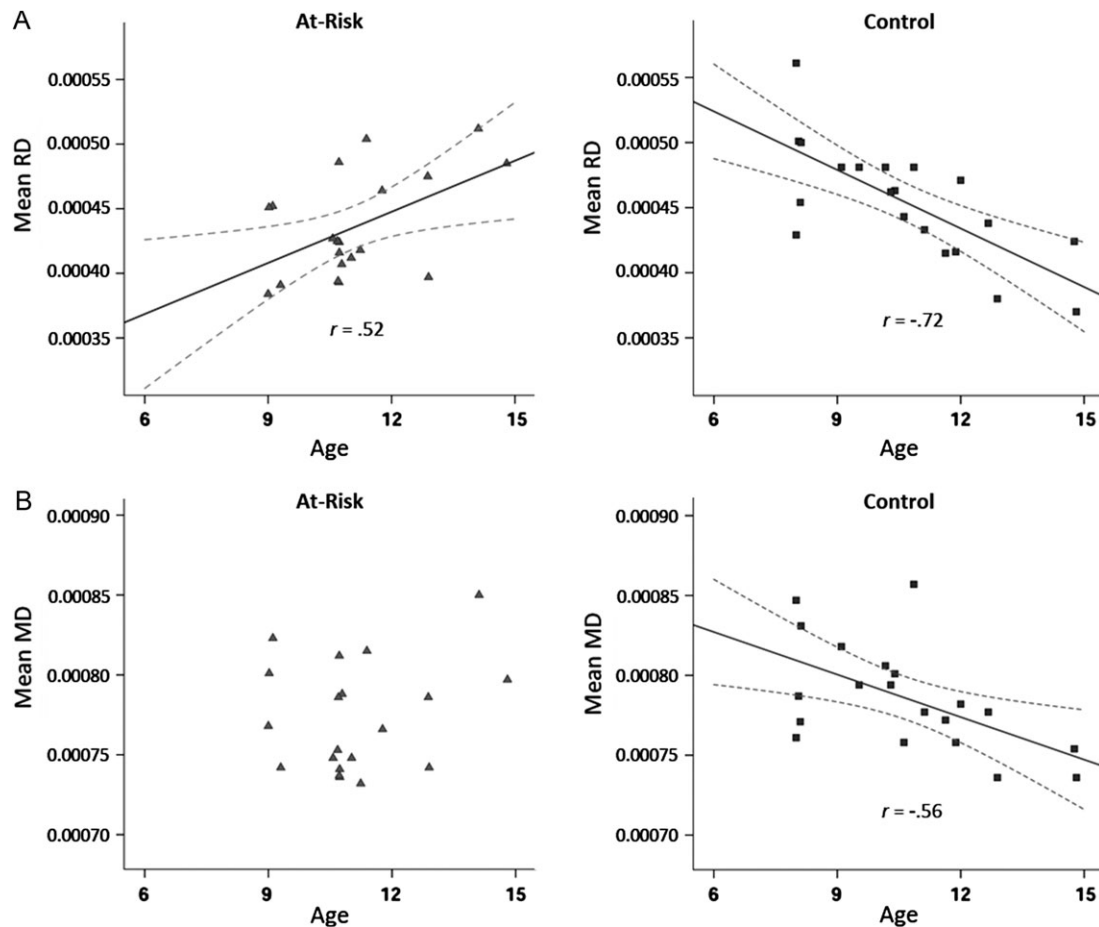 A
At-Risk
Control
Mean RD
0.00055
0.00050
0.00045
0.00040
0.00035
r = .52
6 9 12 15
Age
Mean RD
0.00055
0.00050
0.00045
0.00040
0.00035
r = -.72
6 9 12 15
Age
B
At-Risk
Control
Mean MD
0.00090
0.00085
0.00080
0.00075
0.00070
6 9 12 15
Age
Mean MD
0.00090
0.00085
0.00080
0.00075
0.00070
r = -.56
6 9 12 15
Age